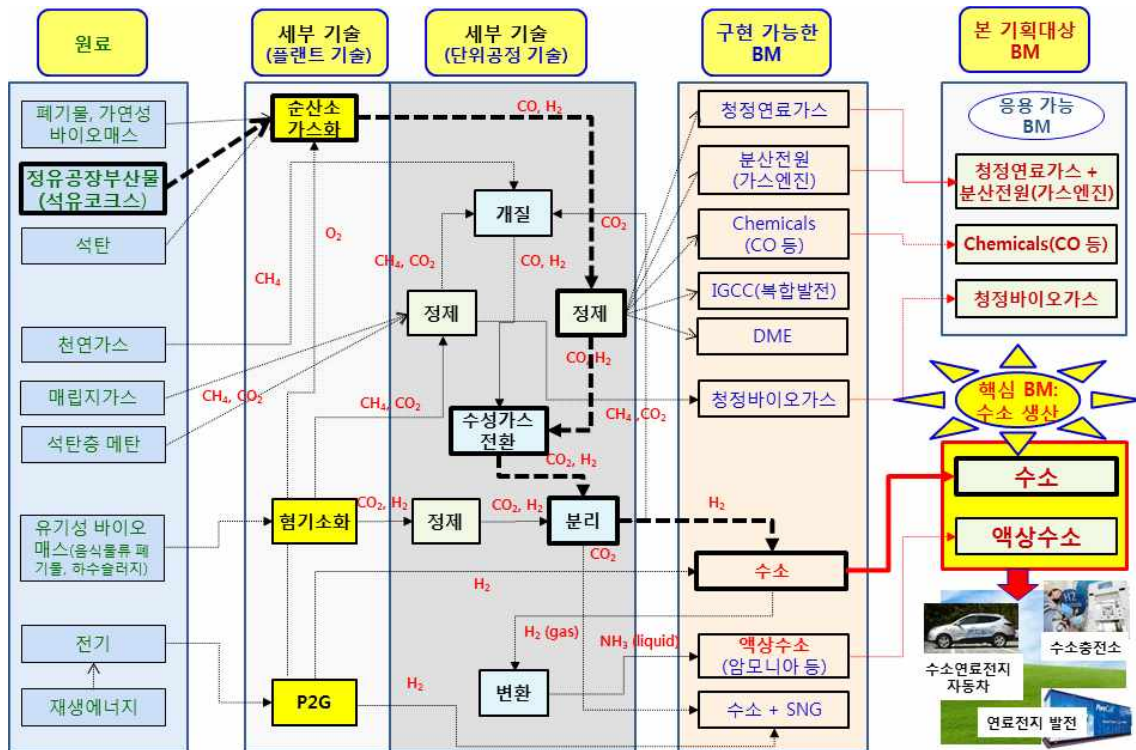 원료
세부 기술
(플랜트 기술)
세부 기술
(단위공정 기술)
구현 가능한
BM
본 기획대상
BM
폐기물, 가연성
바이오매스
정유공장부산물
(석유코크스)
석탄
천연가스
매립지가스
석탄층 메탄
유기성 바이오
매스(음식물류 폐
기물, 하수슬러지)
전기
재생에너지
순산소
가스화
혐기소화
P2G
CO, H₂
O₂
CH₄
CH₄, CO₂
CO, H₂
CO₂
CO₂
개질
정제
정제
CO, H₂
CH₄, CO₂
CH₄, CO₂
수성가스
전환
CH₄ ,CO₂
CO₂, H₂
CO₂, H₂
정제
CO₂, H₂
분리
H₂
CO₂
H₂
H₂ (gas)
NH₃ (liquid)
H₂
변환
청정연료가스
분산전원
(가스엔진)
Chemicals
(CO 등)
IGCC(복합발전)
DME
청정바이오가스
수소
액상수소
(암모니아 등)
수소 + SNG
응용 가능
BM
청정연료가스 +
분산전원(가스엔진)
Chemicals(CO 등)
청정바이오가스
핵심 BM:
수소 생산
수소
액상수소
수소연료전지
자동차
수소충전소
연료전지 발전